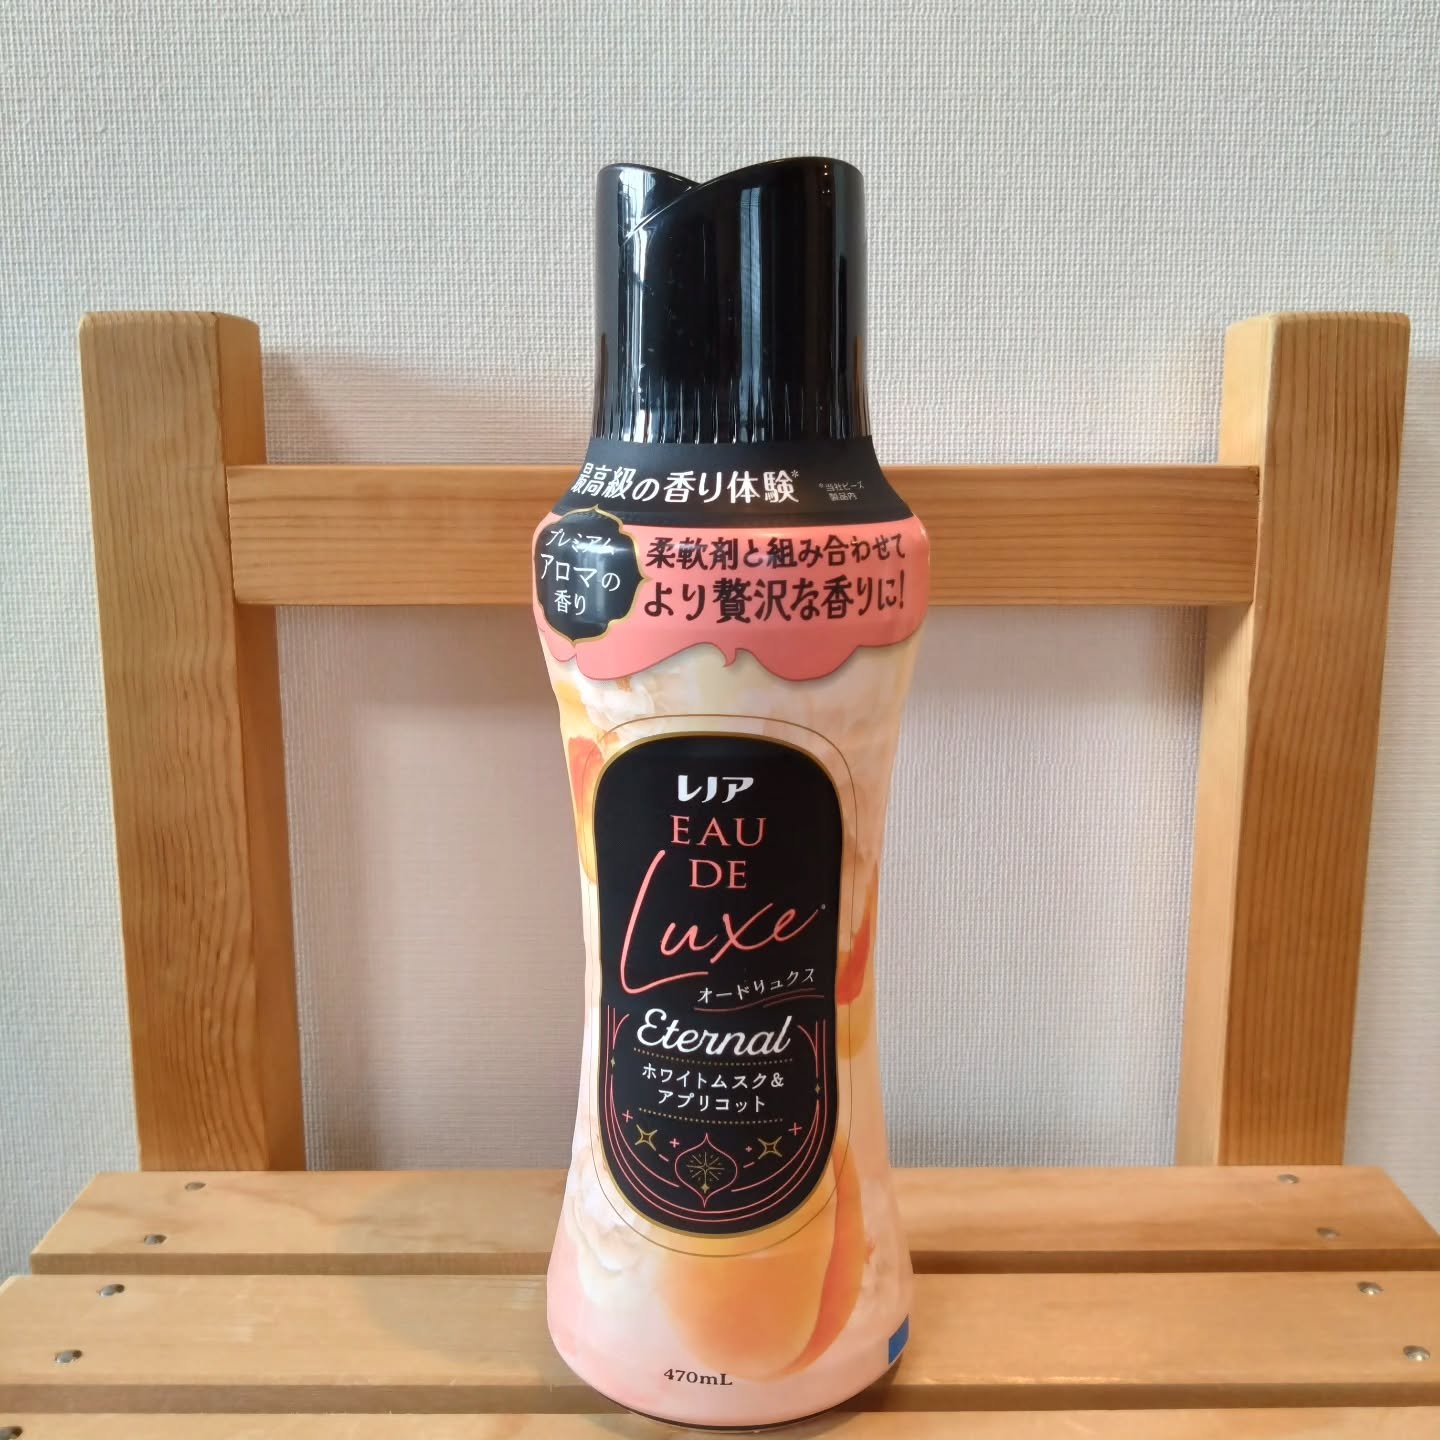 最高級の香り体験*
*当社ビーズ
製品内
プレミアム
アロマの
香り
柔軟剤と組み合わせて
より贅沢な香りに!
レノア
EAU
DE
Luxe
オードリュクス
Eternal
ホワイトムスク&
アプリコット
470mL